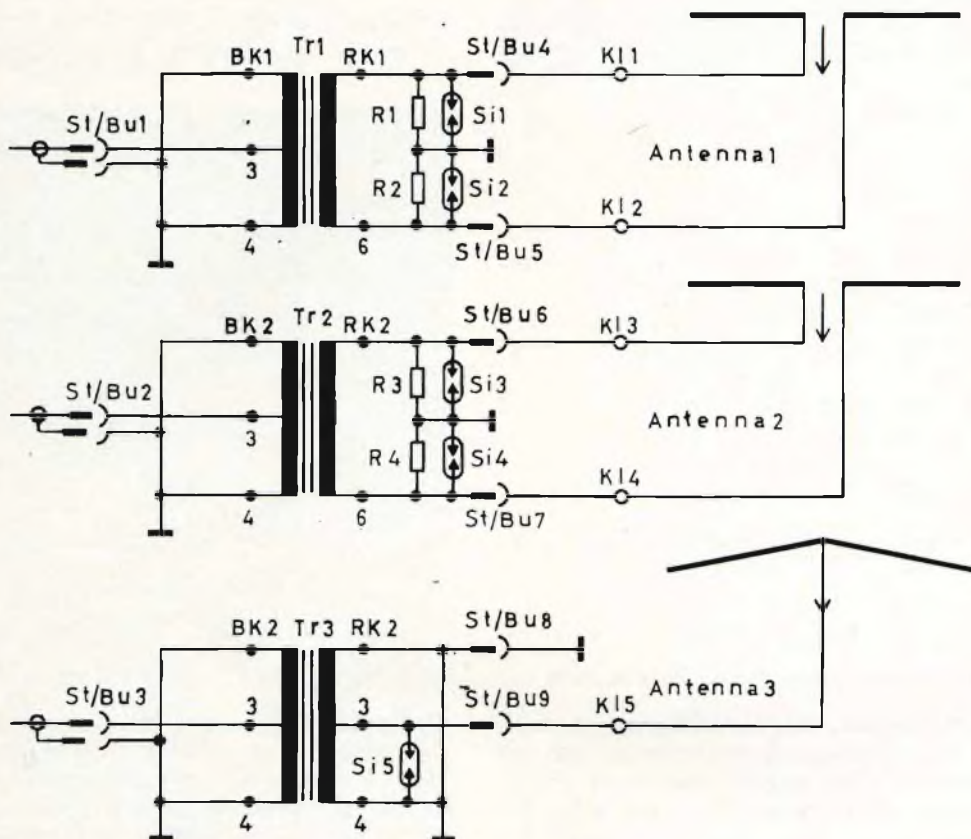 BK1 Tr1 RK1 St/Bu4 Kl1
St/Bu1 R1 Si1
3 Antenna1
R2 Si2 Kl2
4 6 St/Bu5
BK2 Tr2 RK2 St/Bu6 Kl3
St/Bu2 R3 Si3
3 Antenna2
R4 Si4 Kl4
4 6 St/Bu7
BK2 Tr3 RK2 St/Bu8
St/Bu3 3 3 St/Bu9 Kl5 Antenna3
Si5
4 4